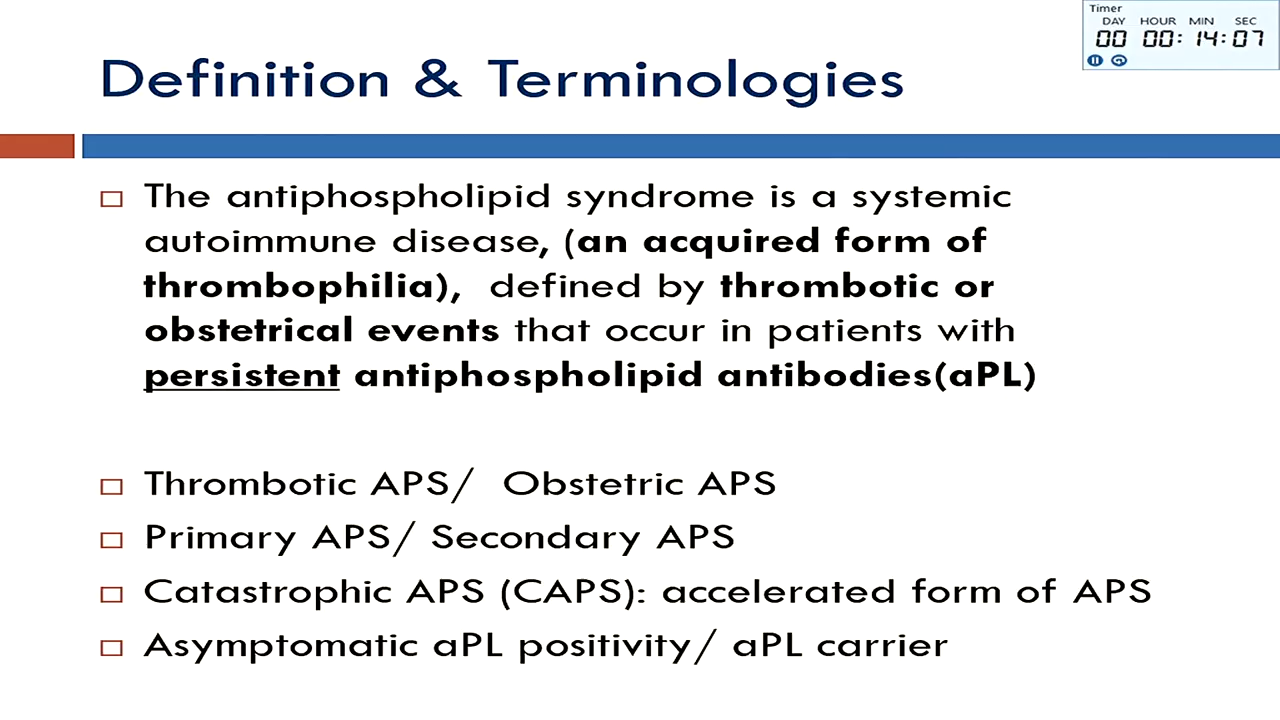 Timer
DAY HOUR MIN SEC
00 00:14:07
Definition & Terminologies
The antiphospholipid syndrome is a systemic
autoimmune disease, (an acquired form of
thrombophilia), defined by thrombotic or
obstetrical events that occur in patients with
persistent antiphospholipid antibodies(aPL)
Thrombotic APS/ Obstetric APS
Primary APS/ Secondary APS
Catastrophic APS (CAPS): accelerated form of APS
Asymptomatic aPL positivity/ aPL carrier